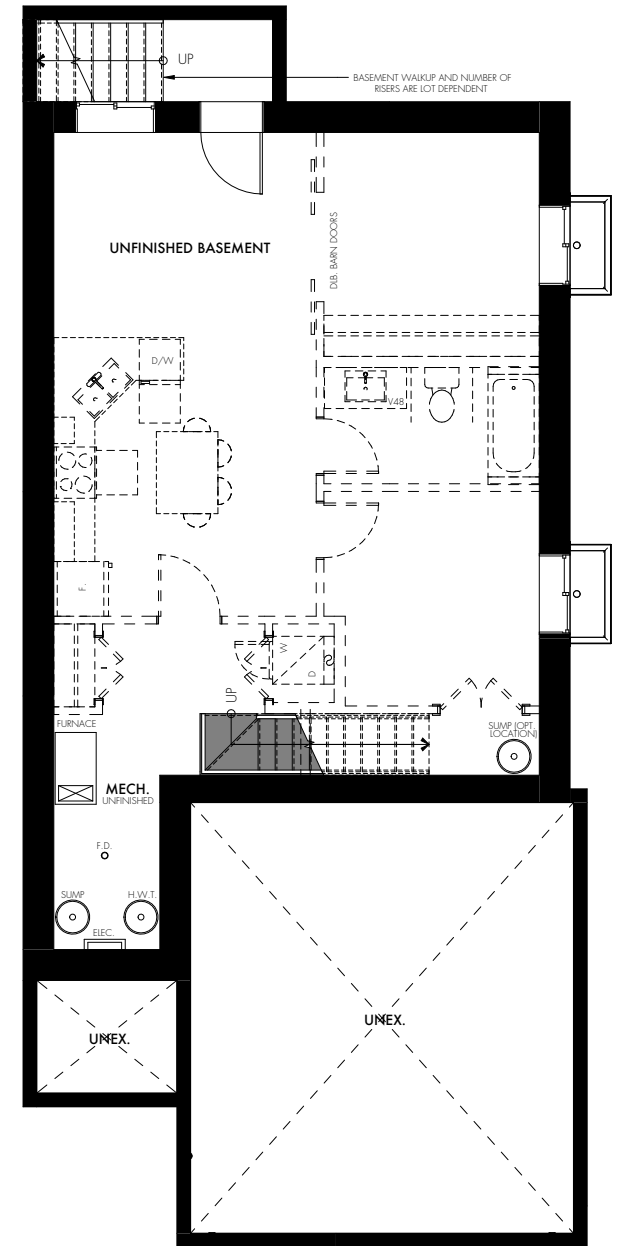 UP
BASEMENT WALKUP AND NUMBER OF
RISERS ARE LOT DEPENDENT
UNFINISHED BASEMENT
DLB. BARN DOORS
D/W
V48
F.
W
D
UP
FURNACE
SUMP (OPT.
LOCATION)
MECH.
UNFINISHED
F.D.
SUMP
H.W.T.
ELEC.
UNEX.
UNEX.